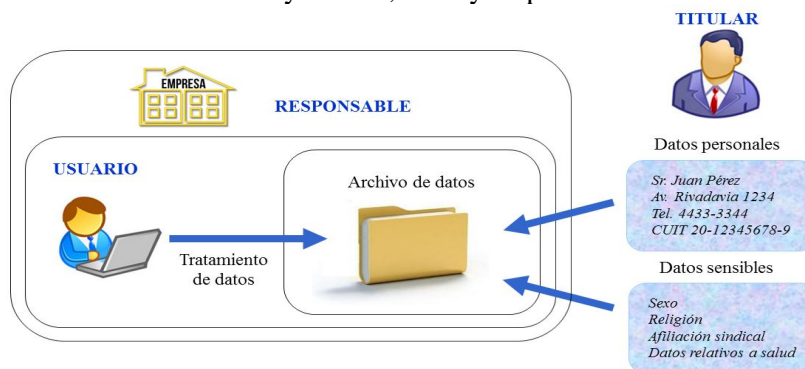 TITULAR
EMPRESA
RESPONSABLE
USUARIO
Archivo de datos
Tratamiento
de datos
Datos personales
Sr. Juan Pérez
Av. Rivadavia 1234
Tel. 4433-3344
CUIT 20-12345678-9
Datos sensibles
Sexo
Religión
Afiliación sindical
Datos relativos a salud